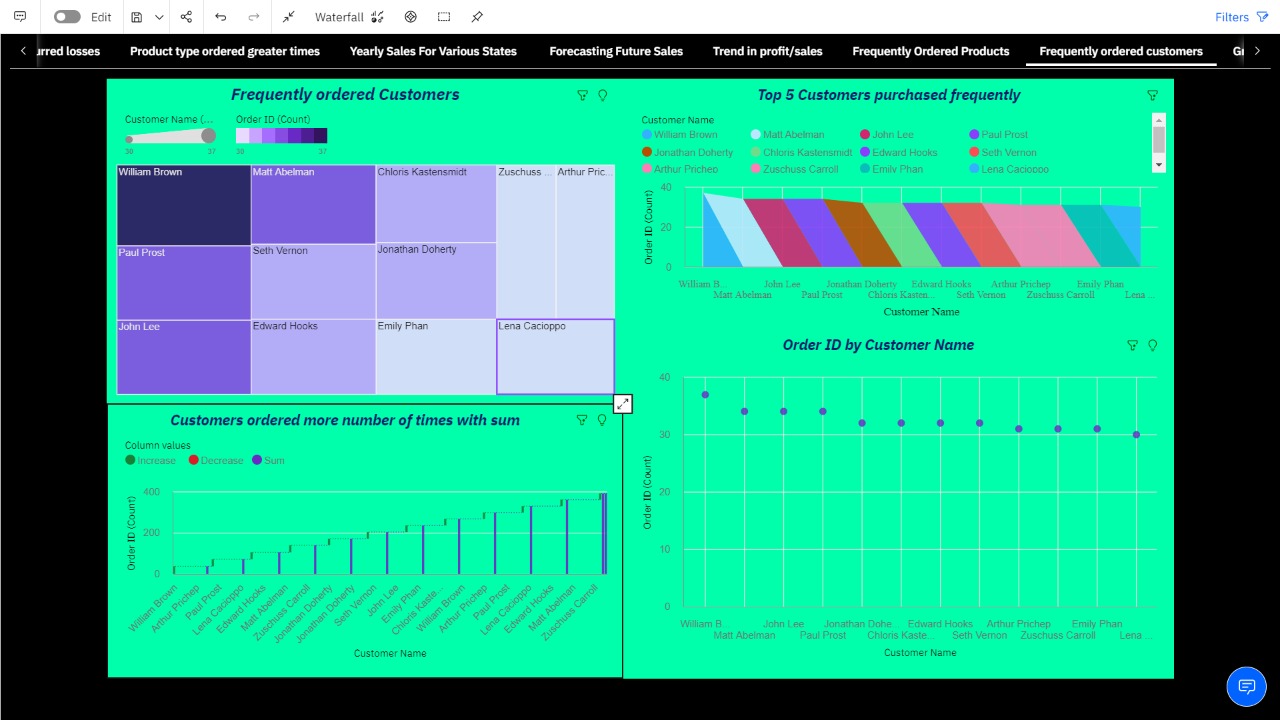 Edit
Waterfall
Filters
urred losses
Product type ordered greater times
Yearly Sales For Various States
Forecasting Future Sales
Trend in profit/sales
Frequently Ordered Products
Frequently ordered customers
Frequently ordered Customers
Customer Name (...
Order ID (Count)
30
37
30
37
William Brown
Matt Abelman
Chloris Kastensmidt
Zuschuss ...
Arthur Pric...
Paul Prost
Seth Vernon
Jonathan Doherty
John Lee
Edward Hooks
Emily Phan
Lena Cacioppo
Top 5 Customers purchased frequently
Customer Name
William Brown
Matt Abelman
John Lee
Paul Prost
Jonathan Doherty
Chloris Kastensmidt
Edward Hooks
Seth Vernon
Arthur Prichep
Zuschuss Carroll
Emily Phan
Lena Cacioppo
Order ID (Count)
40
20
0
William B...
Matt Abelman
John Lee
Paul Prost
Jonathan Doherty
Chloris Kasten...
Edward Hooks
Seth Vernon
Arthur Prichep
Zuschuss Carroll
Emily Phan
Lena ...
Customer Name
Customers ordered more number of times with sum
Column values
Increase
Decrease
Sum
Order ID (Count)
400
200
0
William Brown
Arthur Prichep
Paul Prost
Lena Cacioppo
Edward Hooks
Matt Abelman
Zuschuss Carroll
Jonathan Doherty
Jonathan Doherty
Seth Vernon
John Lee
Emily Phan
Chloris Kaste...
William Brown
Arthur Prichep
Paul Prost
Lena Cacioppo
Edward Hooks
Matt Abelman
Zuschuss Carroll
Customer Name
Order ID by Customer Name
Order ID (Count)
40
30
20
10
0
William B...
Matt Abelman
John Lee
Paul Prost
Jonathan Dohe...
Chloris Kaste...
Edward Hooks
Seth Vernon
Arthur Prichep
Zuschuss Carroll
Emily Phan
Lena ...
Customer Name